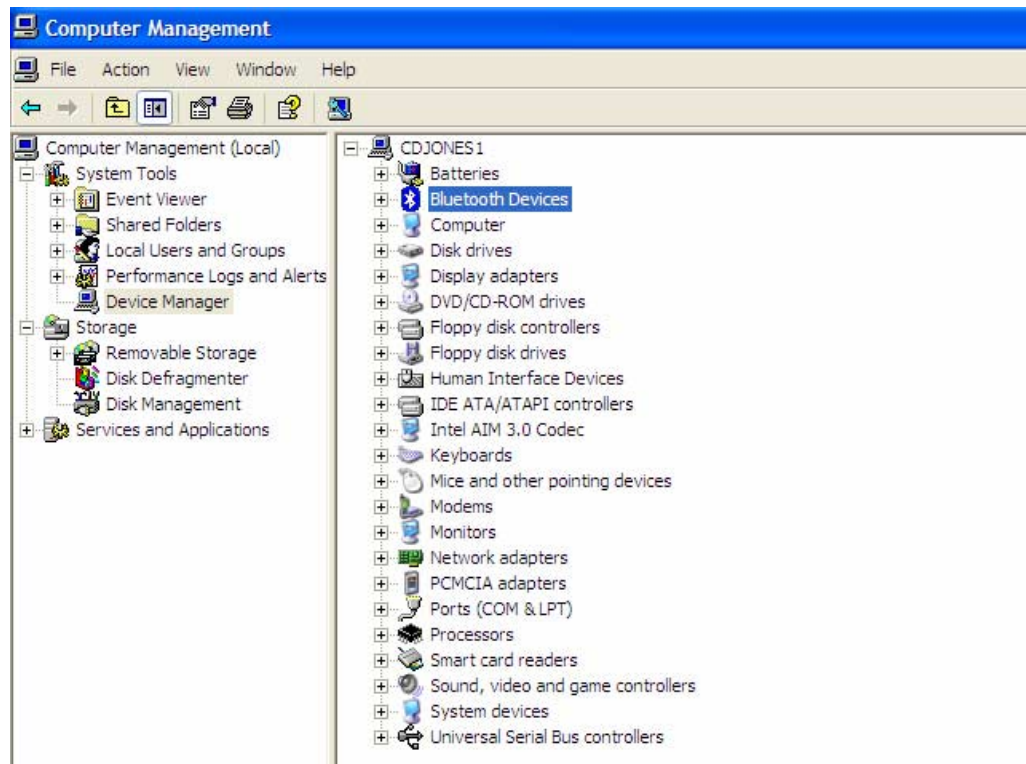 Computer Management
File Action View Window Help
Computer Management (Local)
System Tools
Event Viewer
Shared Folders
Local Users and Groups
Performance Logs and Alerts
Device Manager
Storage
Removable Storage
Disk Defragmenter
Disk Management
Services and Applications
CDJONES1
Batteries
Bluetooth Devices
Computer
Disk drives
Display adapters
DVD/CD-ROM drives
Floppy disk controllers
Floppy disk drives
Human Interface Devices
IDE ATA/ATAPI controllers
Intel AIM 3.0 Codec
Keyboards
Mice and other pointing devices
Modems
Monitors
Network adapters
PCMCIA adapters
Ports (COM & LPT)
Processors
Smart card readers
Sound, video and game controllers
System devices
Universal Serial Bus controllers